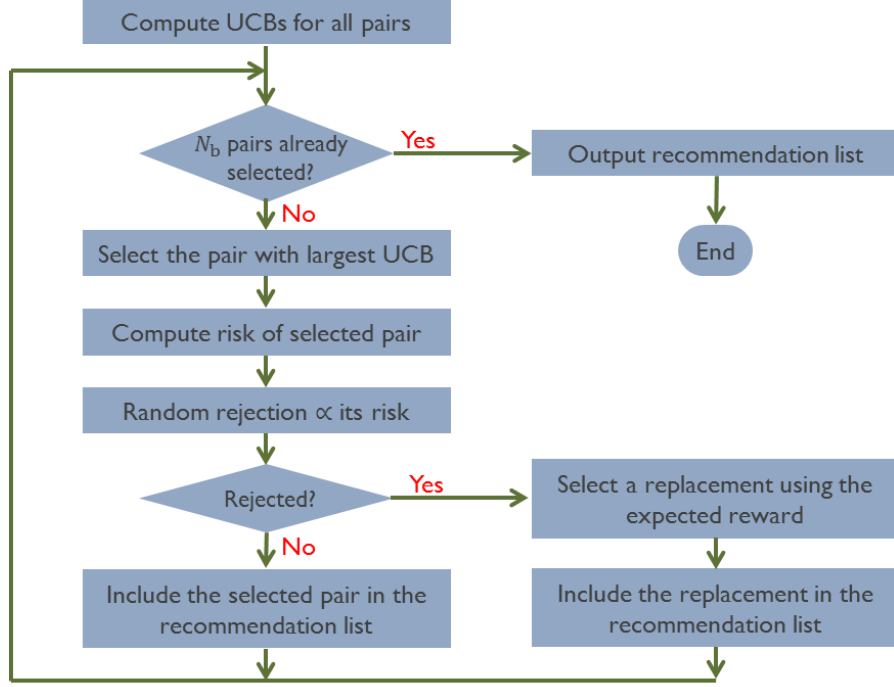 Compute UCBs for all pairs
N_b pairs already
selected?
Yes
Output recommendation list
No
End
Select the pair with largest UCB
Compute risk of selected pair
Random rejection ∝ its risk
Rejected?
Yes
Select a replacement using the
expected reward
No
Include the selected pair in the
recommendation list
Include the replacement in the
recommendation list